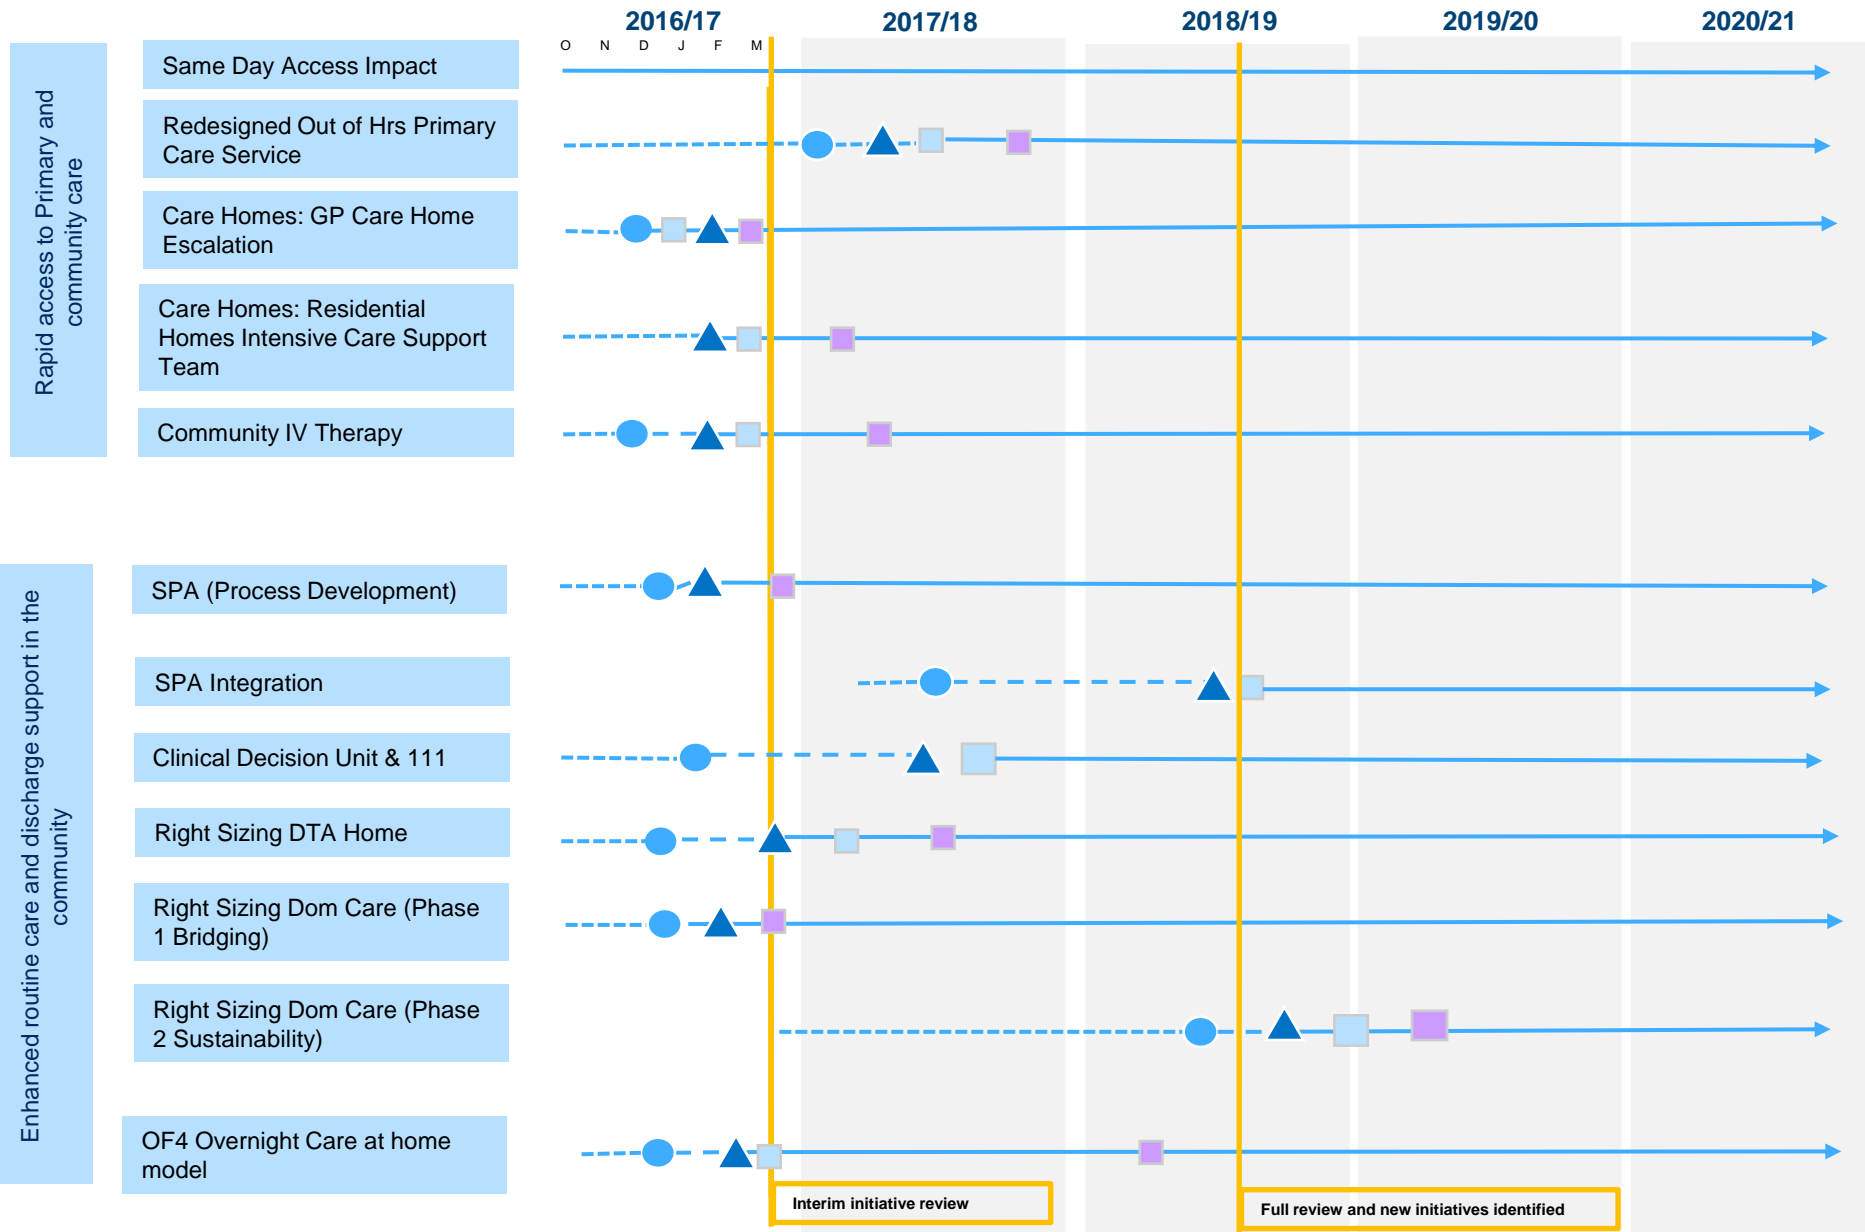 2016/17
2017/18
2018/19
2019/20
2020/21
O N D J F M
Rapid access to Primary and
community care
Same Day Access Impact
Redesigned Out of Hrs Primary
Care Service
Care Homes: GP Care Home
Escalation
Care Homes: Residential
Homes Intensive Care Support
Team
Community IV Therapy
Enhanced routine care and discharge support in the
community
SPA (Process Development)
SPA Integration
Clinical Decision Unit & 111
Right Sizing DTA Home
Right Sizing Dom Care (Phase
1 Bridging)
Right Sizing Dom Care (Phase
2 Sustainability)
OF4 Overnight Care at home
model
Interim initiative review
Full review and new initiatives identified